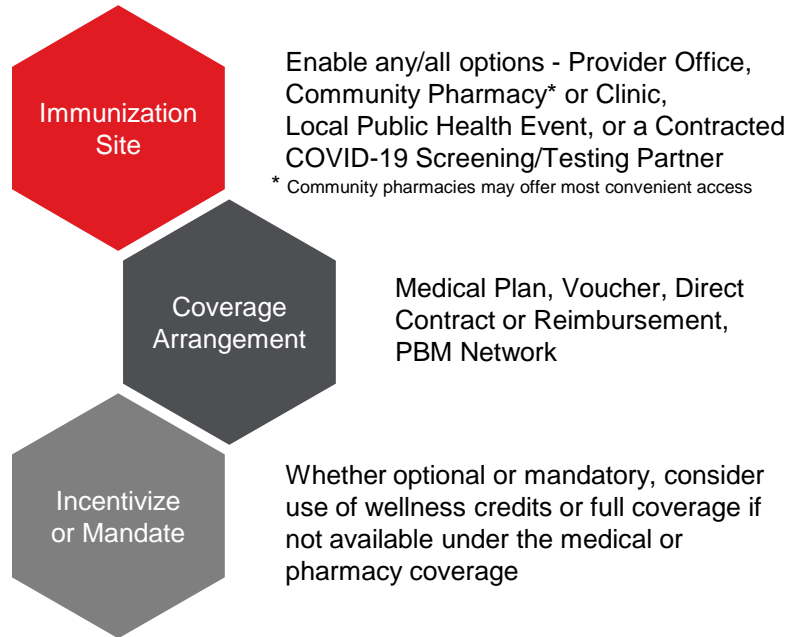 Immunization
Site
Enable any/all options - Provider Office,
Community Pharmacy* or Clinic,
Local Public Health Event, or a Contracted
COVID-19 Screening/Testing Partner
* Community pharmacies may offer most convenient access
Coverage
Arrangement
Medical Plan, Voucher, Direct
Contract or Reimbursement,
PBM Network
Incentivize
or Mandate
Whether optional or mandatory, consider
use of wellness credits or full coverage if
not available under the medical or
pharmacy coverage